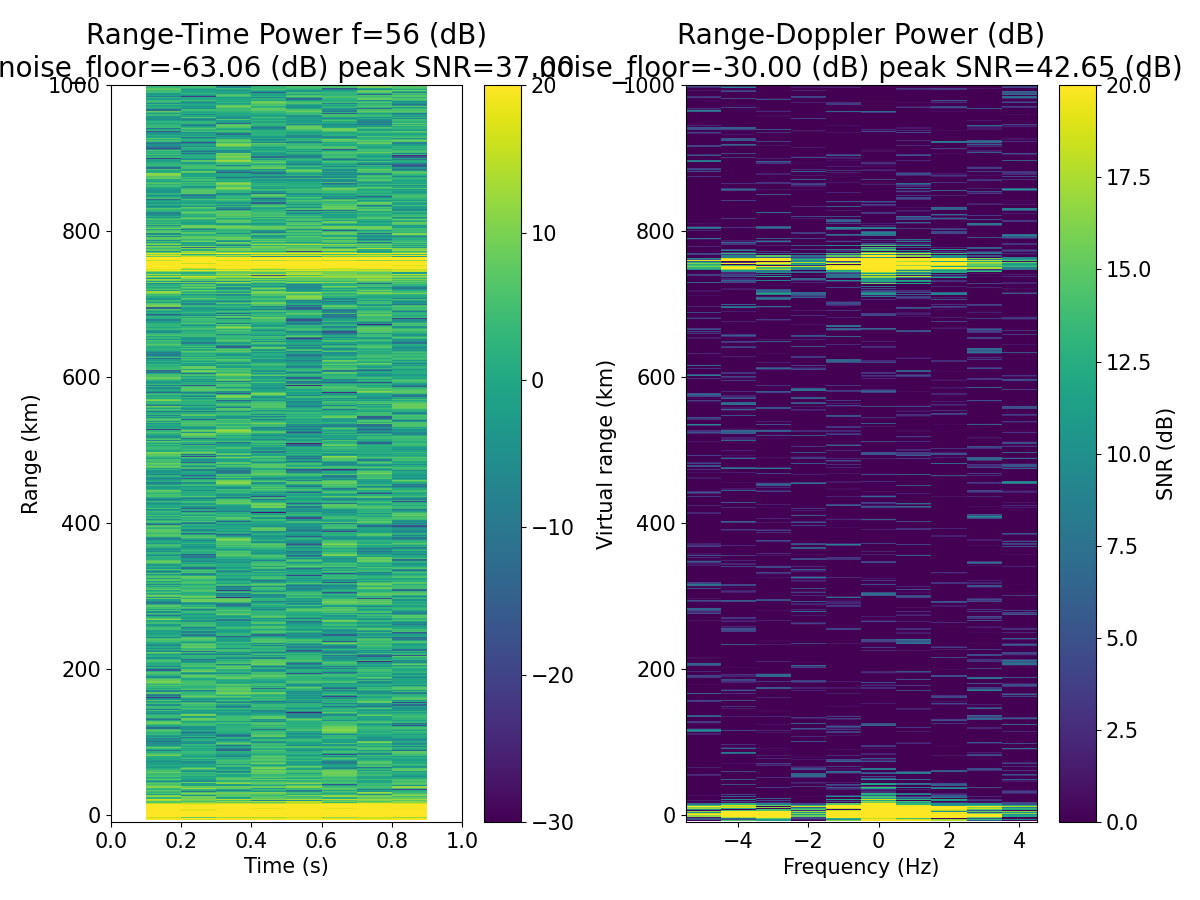 Range-Time Power f=56 (dB)
noise_floor=-63.06 (dB) peak SNR=37.00
Range-Doppler Power (dB)
noise_floor=-30.00 (dB) peak SNR=42.65 (dB)
1000
800
600
400
200
0
Range (km)
0.0 0.2 0.4 0.6 0.8 1.0
Time (s)
20
10
0
−10
−20
−30
1000
800
600
400
200
0
Virtual range (km)
−4 −2 0 2 4
Frequency (Hz)
20.0
17.5
15.0
12.5
10.0
7.5
5.0
2.5
0.0
SNR (dB)